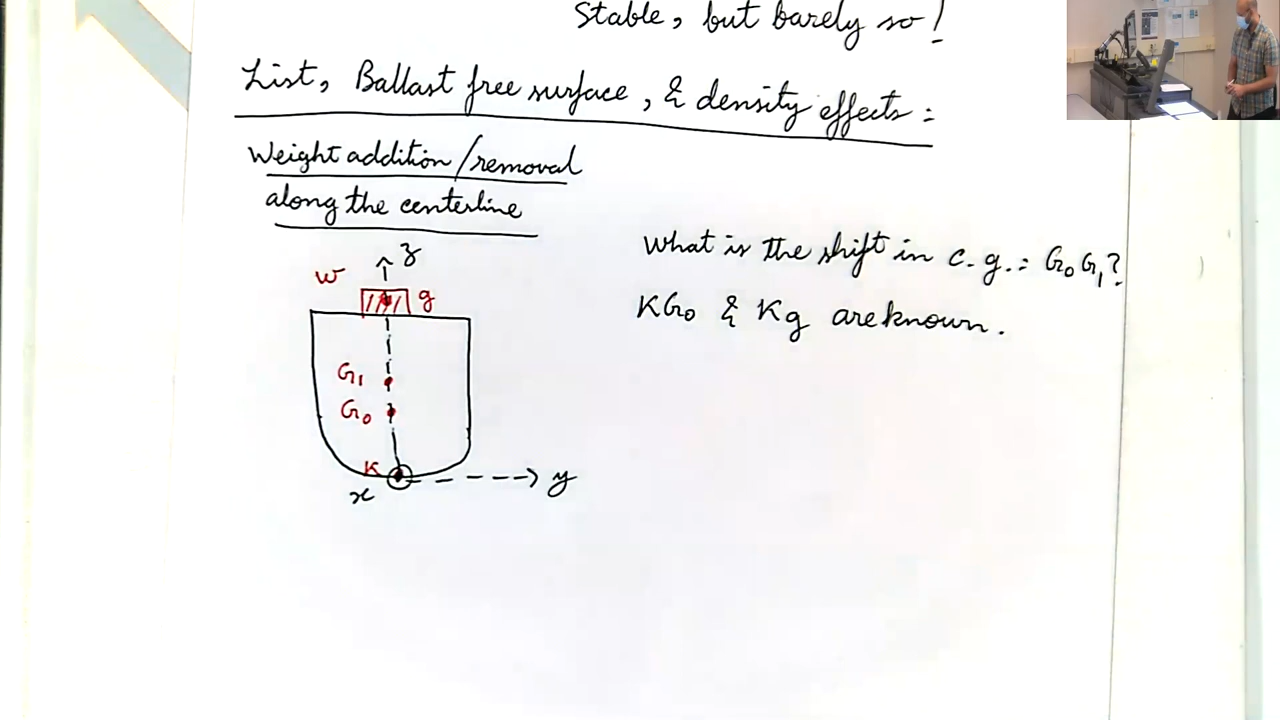 Stable, but barely so!
List, Ballast free surface, & density effects:
Weight addition/removal
along the centerline
z
w
g
What is the shift in c.g.: G₀G₁?
KG₀ & Kg are known.
G₁
G₀
K
x
y